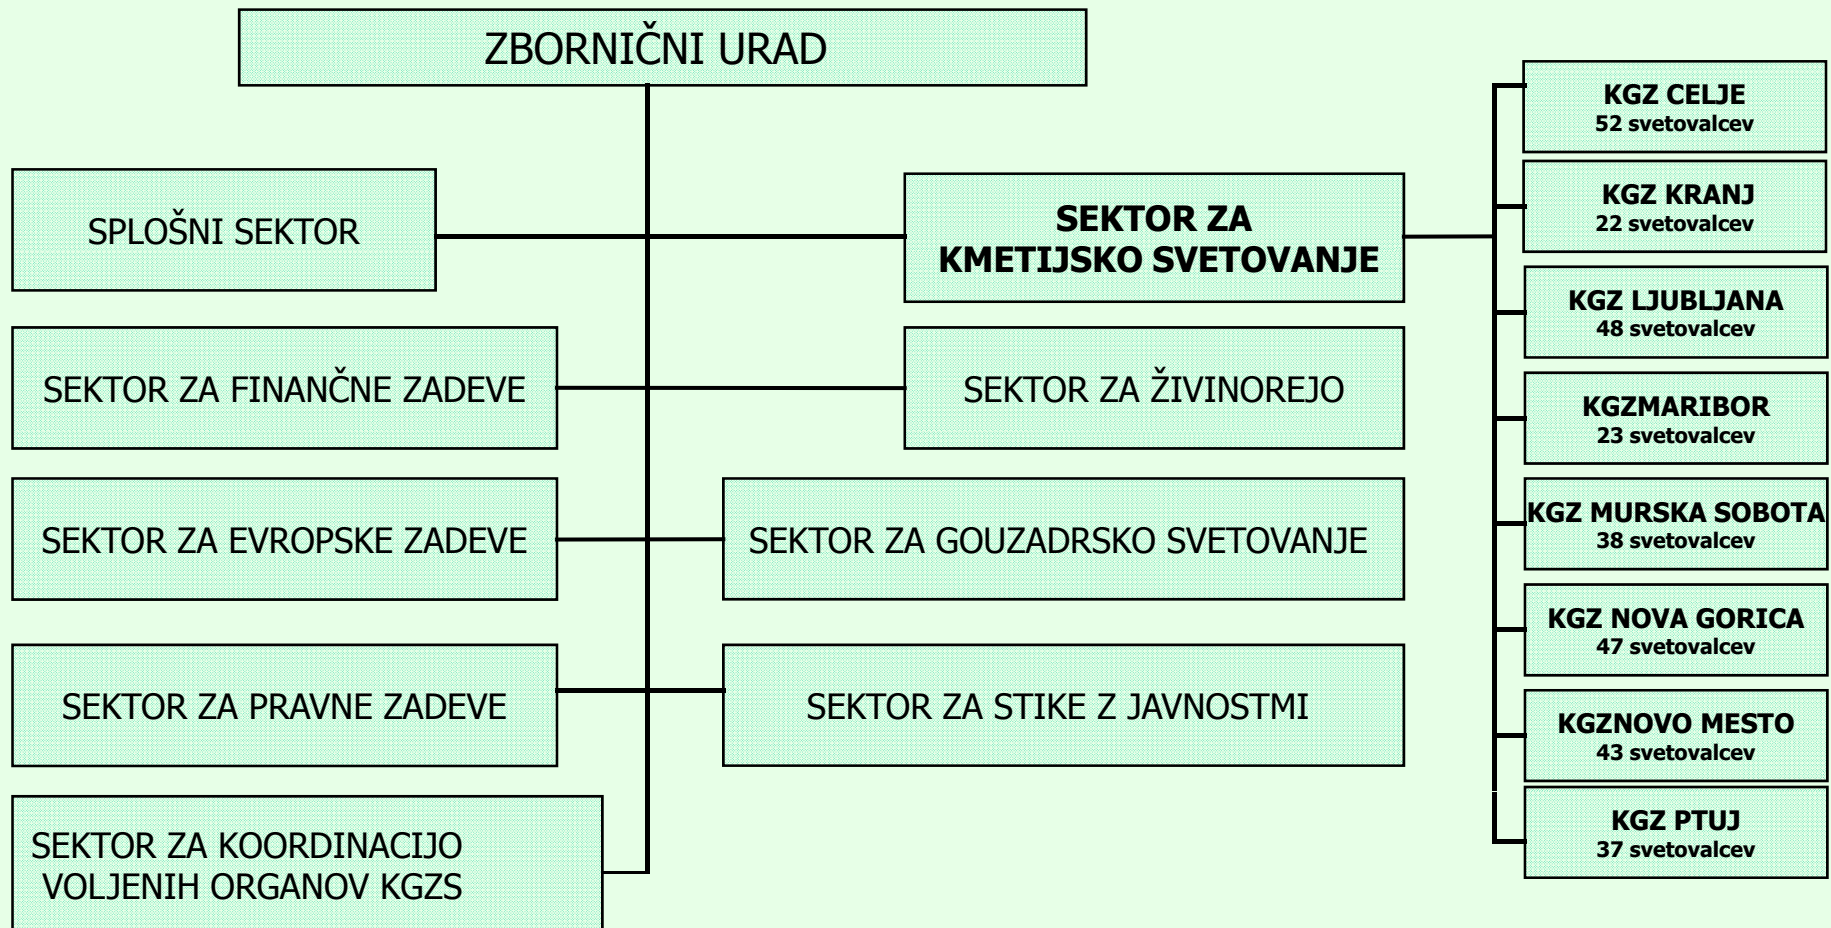 ZBORNIČNI URAD
SPLOŠNI SEKTOR
SEKTOR ZA
KMETIJSKO SVETOVANJE
SEKTOR ZA FINANČNE ZADEVE
SEKTOR ZA ŽIVINOREJO
SEKTOR ZA EVROPSKE ZADEVE
SEKTOR ZA GOUZADRSKO SVETOVANJE
SEKTOR ZA PRAVNE ZADEVE
SEKTOR ZA STIKE Z JAVNOSTMI
SEKTOR ZA KOORDINACIJO
VOLJENIH ORGANOV KGZS
KGZ CELJE
52 svetovalcev
KGZ KRANJ
22 svetovalcev
KGZ LJUBLJANA
48 svetovalcev
KGZMARIBOR
23 svetovalcev
KGZ MURSKA SOBOTA
38 svetovalcev
KGZ NOVA GORICA
47 svetovalcev
KGZNOVO MESTO
43 svetovalcev
KGZ PTUJ
37 svetovalcev